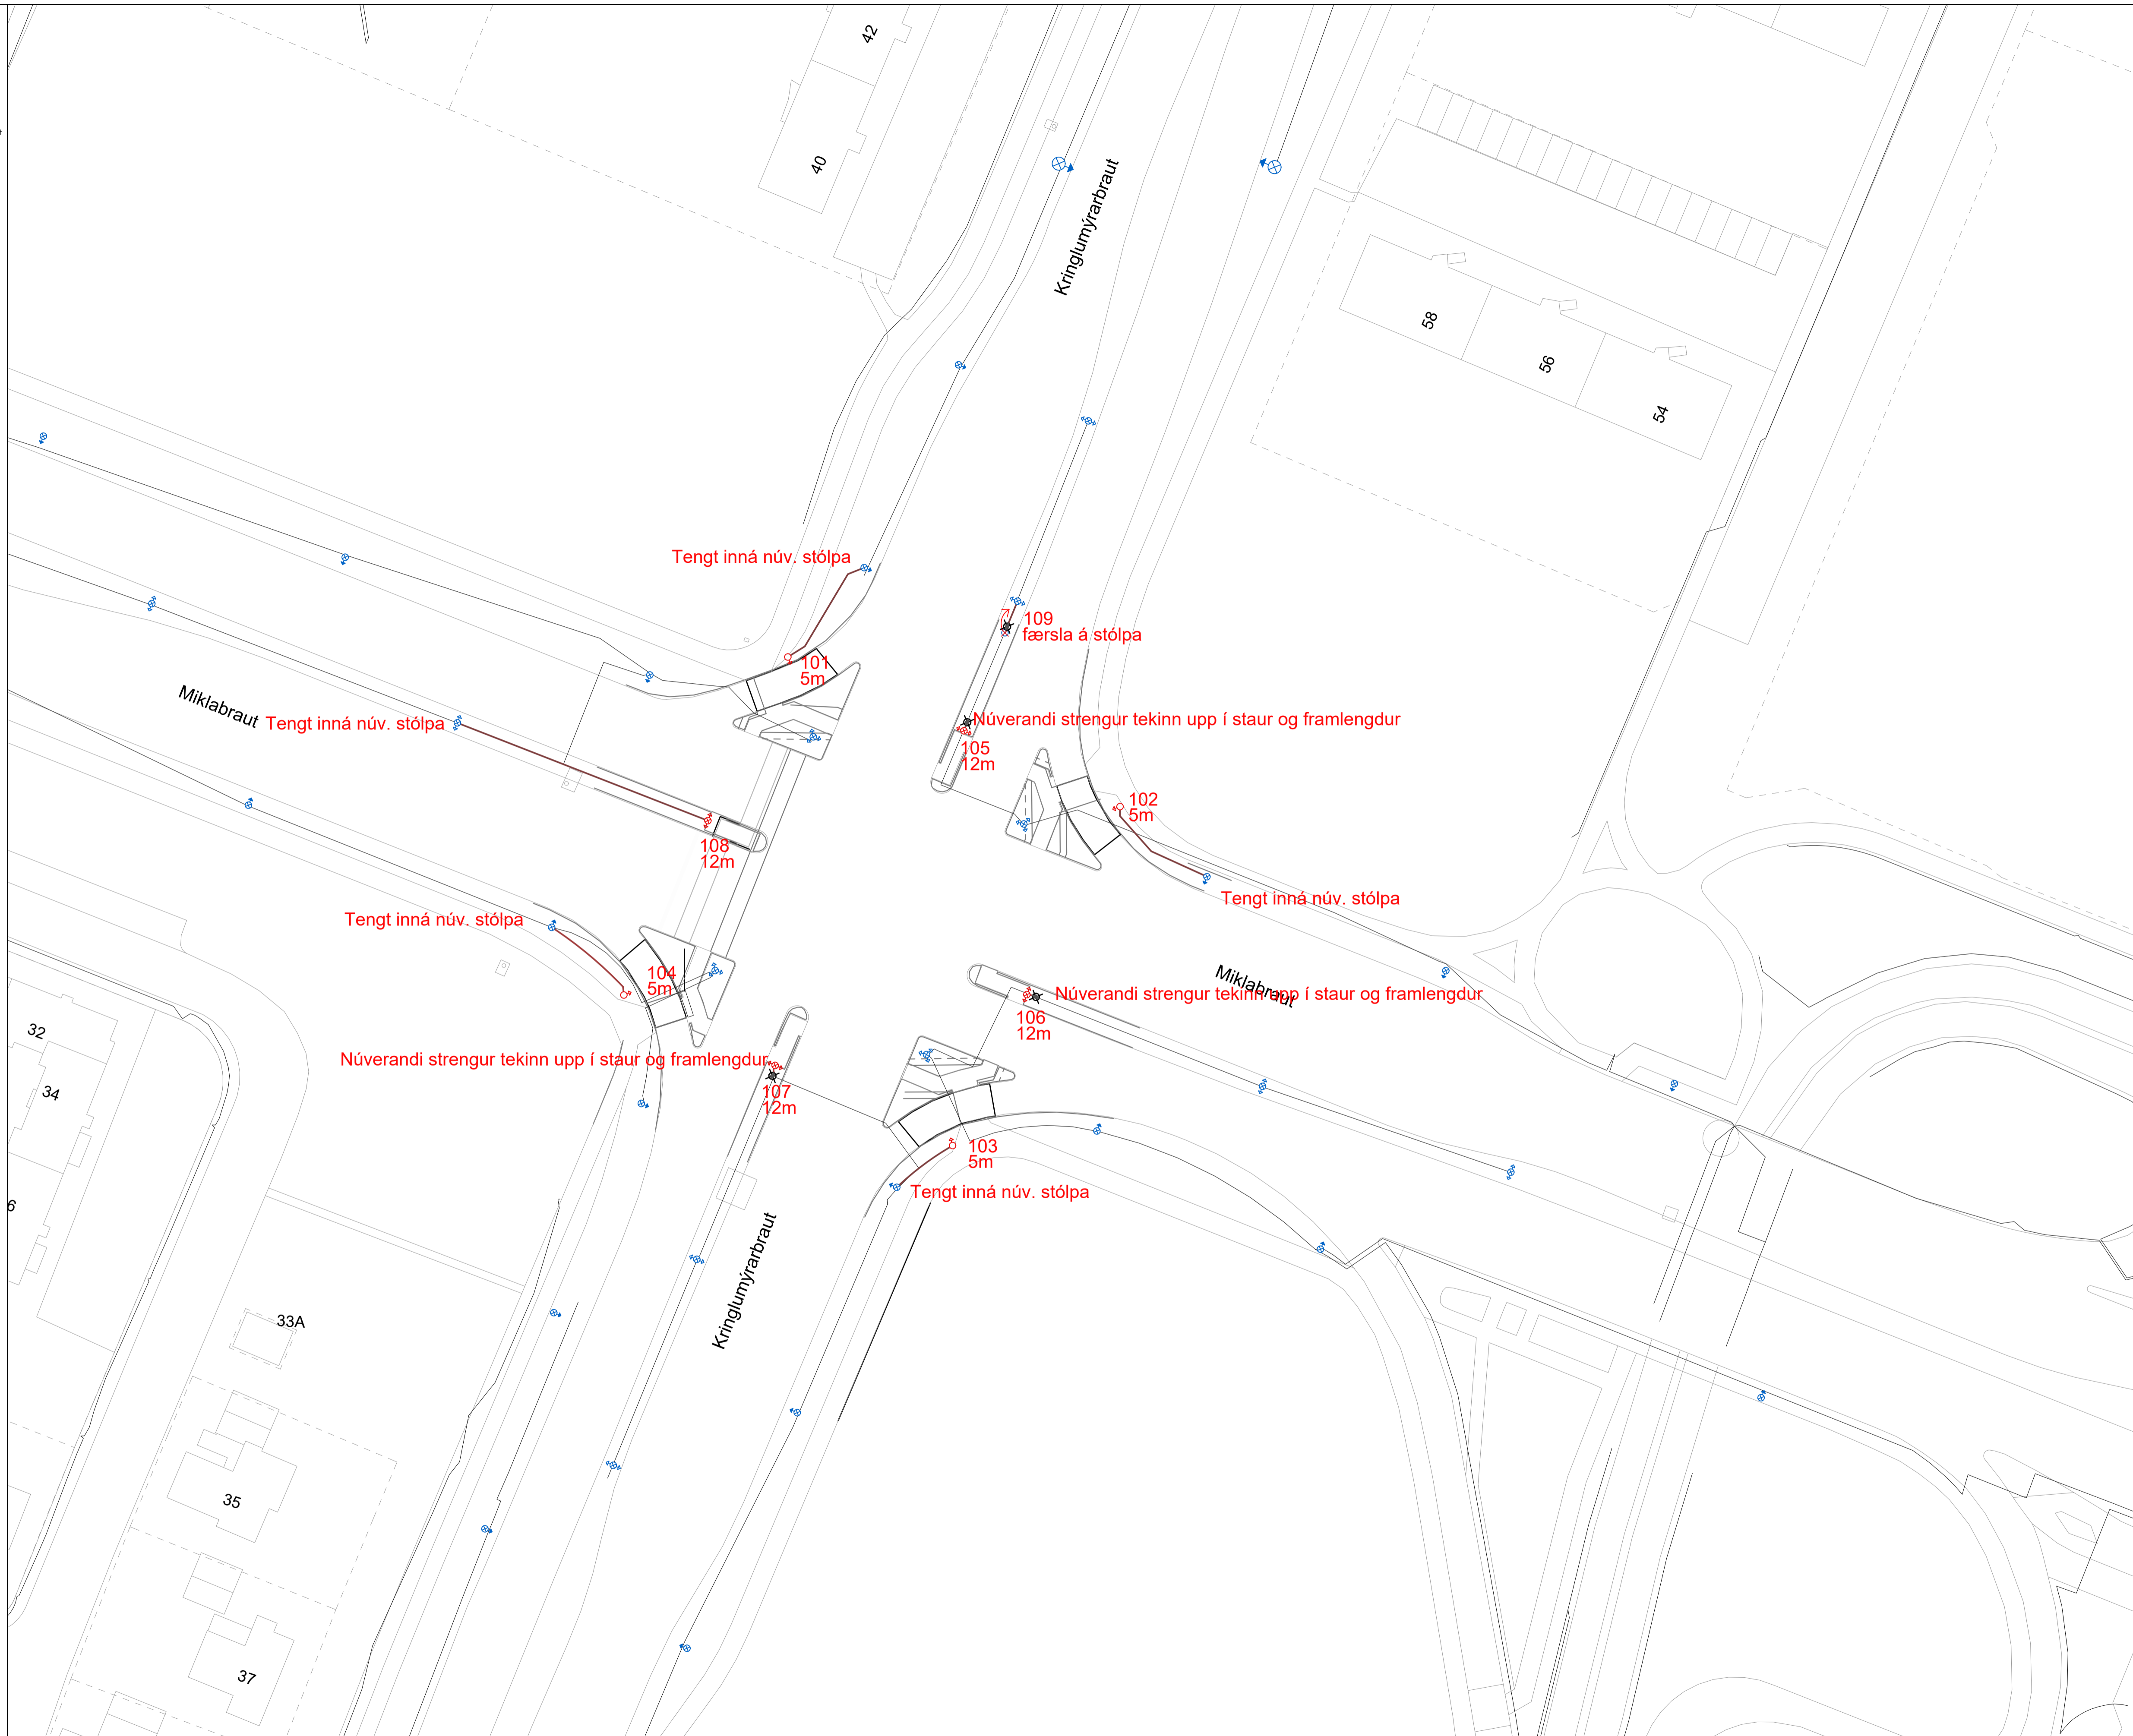 42
40
Kringlumýrarbraut
58
56
54
Tengt inná núv. stólpa
109
færsla á stólpa
101
5m
Miklabraut
Tengt inná núv. stólpa
Núverandi strengur tekinn upp í staur og framlengdur
105
12m
102
5m
108
12m
Tengt inná núv. stólpa
Tengt inná núv. stólpa
104
5m
Miklabraut
Núverandi strengur tekinn upp í staur og framlengdur
106
12m
32
34
Núverandi strengur tekinn upp í staur og framlengdur
107
12m
103
5m
Tengt inná núv. stólpa
6
Kringlumýrarbraut
33A
35
37